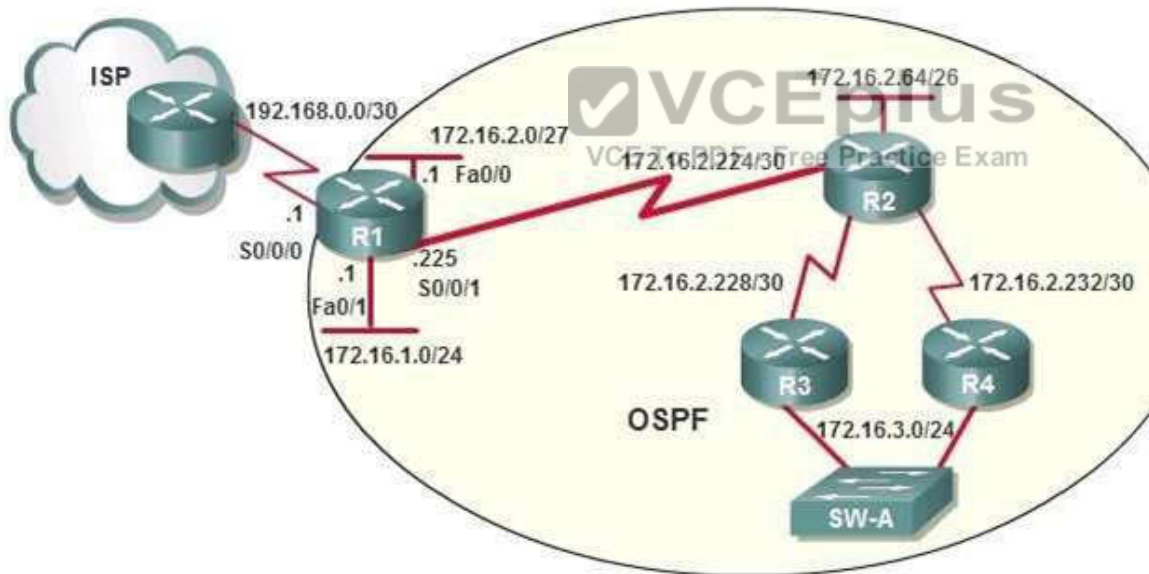 ISP
192.168.0.0/30
172.16.2.0/27
.1 Fa0/0
VCEplus
VCE To PDF - Free Practice Exam
172.16.2.64/26
172.16.2.224/30
R2
.1
S0/0/0
R1
.225
S0/0/1
.1
Fa0/1
172.16.1.0/24
172.16.2.228/30
172.16.2.232/30
R3
R4
OSPF
172.16.3.0/24
SW-A